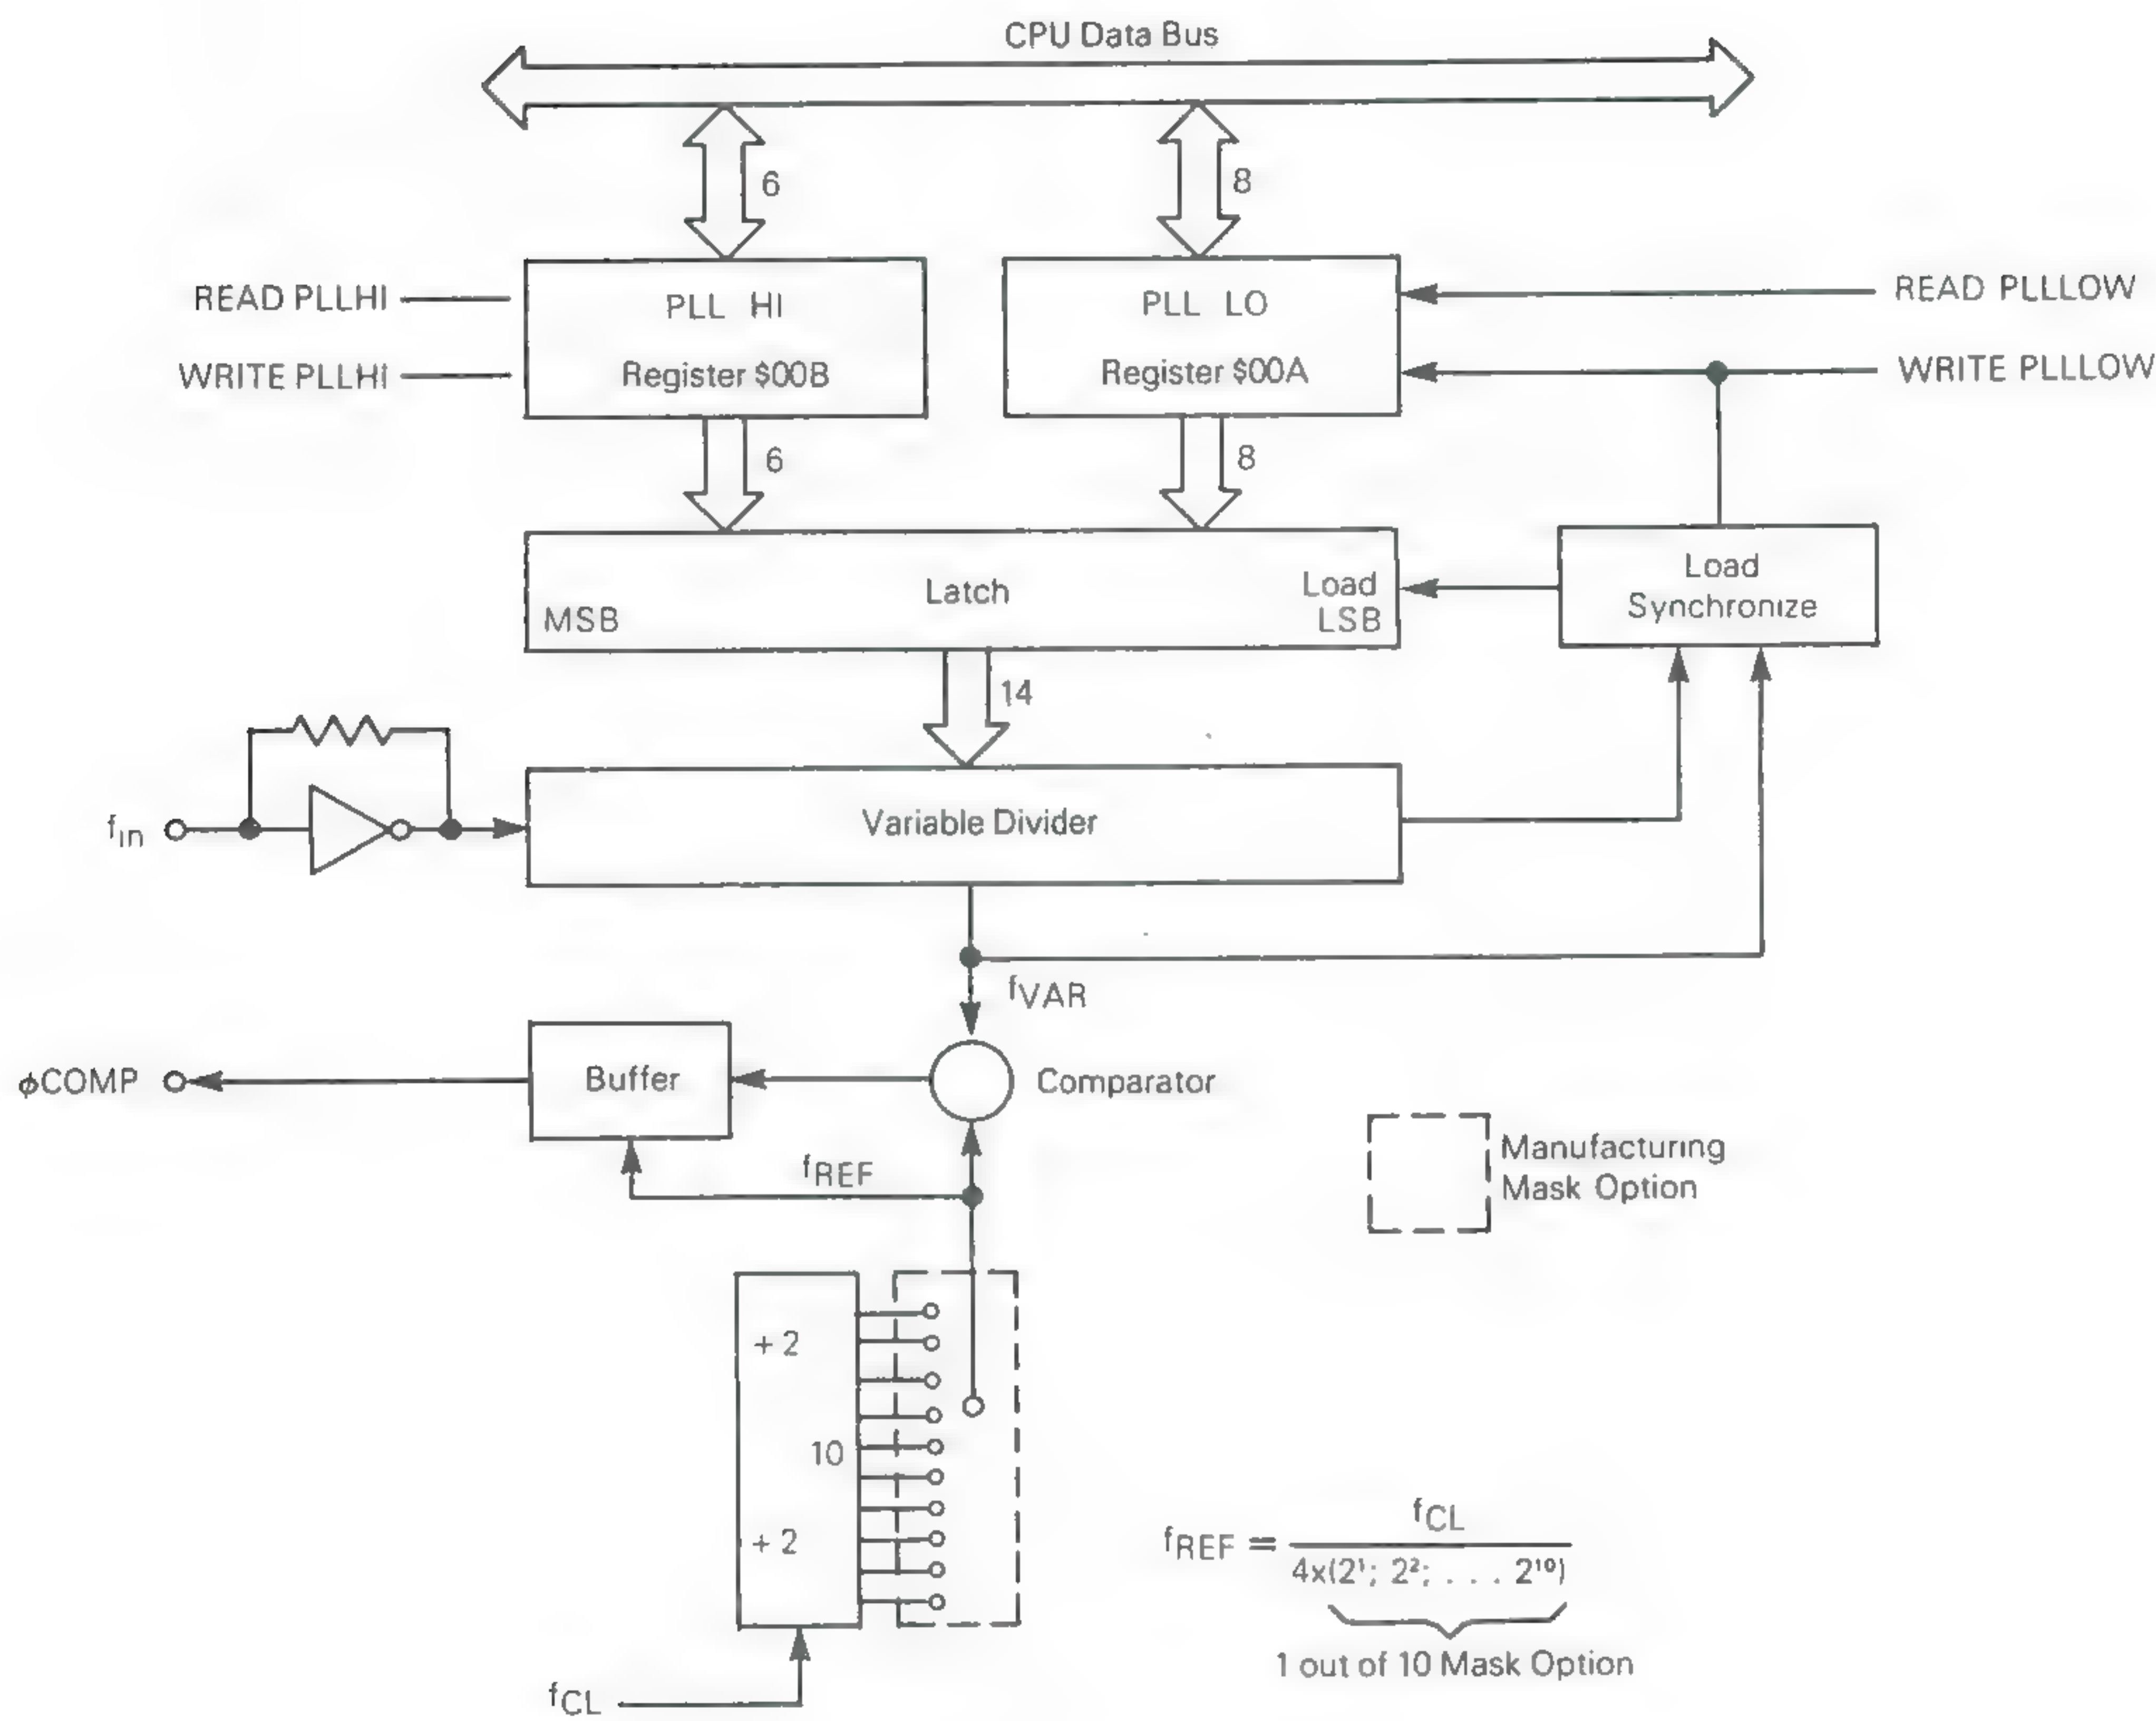 CPU Data Bus
6
8
READ PLLHI
PLL HI
PLL LO
READ PLLLOW
WRITE PLLHI
Register $00B
Register $00A
WRITE PLLLOW
6
8
Latch
Load
MSB
LSB
Load
Synchronize
14
fin
Variable Divider
fVAR
ϕCOMP
Buffer
Comparator
fREF
Manufacturing
Mask Option
+ 2
10
+ 2
fCL
fREF = fCL / 4x(2¹; 2²; . . . 2¹⁰)
1 out of 10 Mask Option